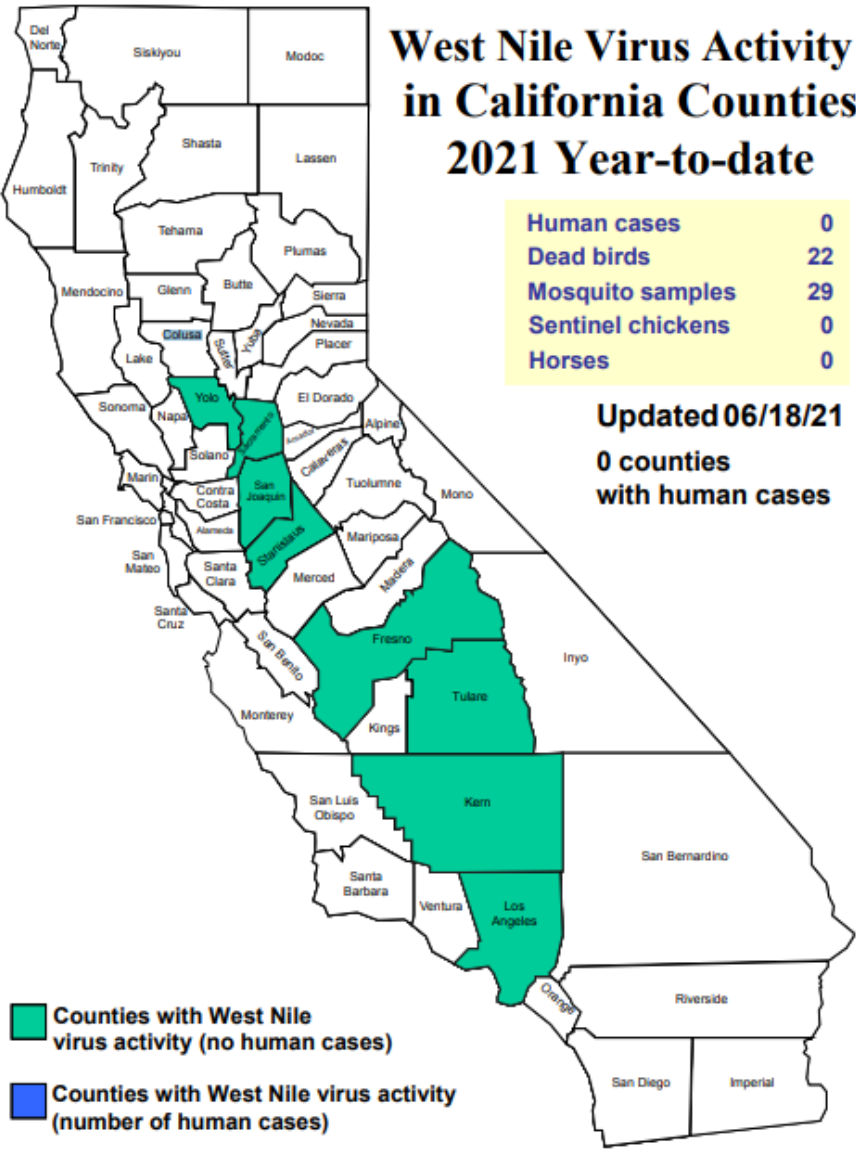 West Nile Virus Activity
in California Counties
2021 Year-to-date
Human cases 0
Dead birds 22
Mosquito samples 29
Sentinel chickens 0
Horses 0
Updated 06/18/21
0 counties
with human cases
Del
Norte
Siskiyou
Modoc
Humboldt
Trinity
Shasta
Lassen
Tehama
Plumas
Mendocino
Glenn
Butte
Sierra
Colusa
Sutter
Yuba
Nevada
Placer
Lake
Sonoma
Napa
Yolo
Sacramento
El Dorado
Amador
Alpine
Solano
Calaveras
Marin
Contra
Costa
San
Joaquin
Tuolumne
Mono
San Francisco
Alameda
Stanislaus
Mariposa
San
Mateo
Santa
Clara
Merced
Madera
Santa
Cruz
San Benito
Fresno
Inyo
Monterey
Kings
Tulare
San Luis
Obispo
Kern
San Bernardino
Santa
Barbara
Ventura
Los
Angeles
Orange
Riverside
San Diego
Imperial
Counties with West Nile
virus activity (no human cases)
Counties with West Nile virus activity
(number of human cases)